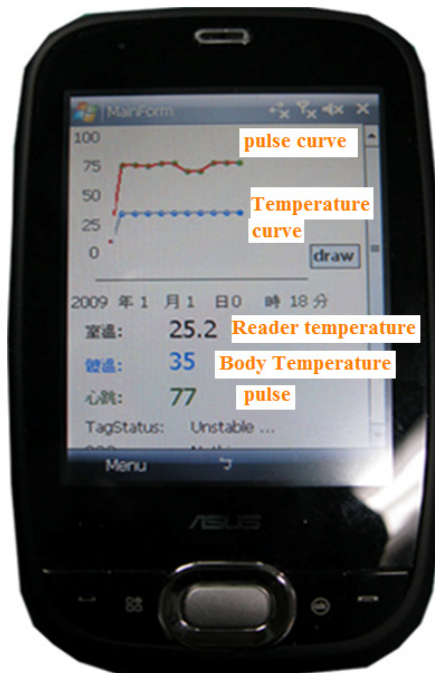 MainForm
100
75
50
25
0
pulse curve
Temperature
curve
draw
2009 年 1 月 1 日 0 時 18 分
室溫: 25.2 Reader temperature
體溫: 35 Body Temperature
心跳: 77 pulse
TagStatus: Unstable ...
Menu
ASUS
ok